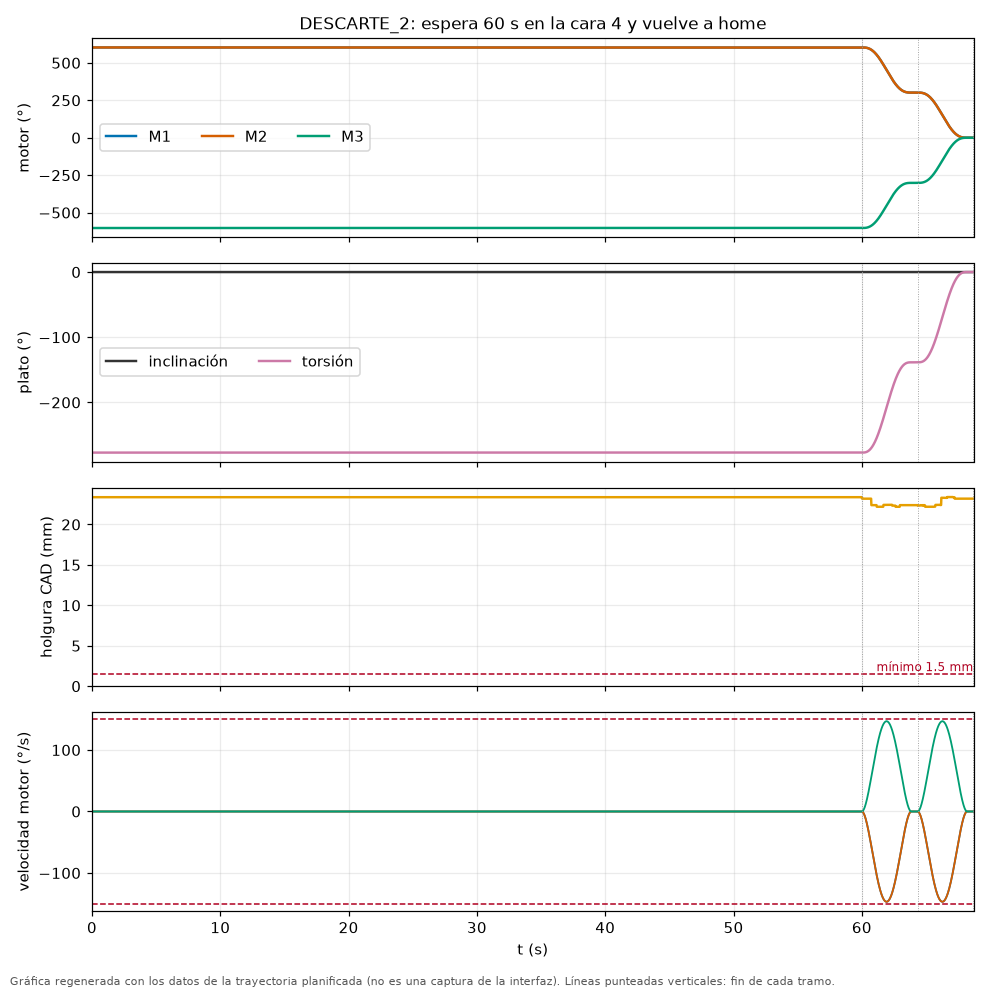 DESCARTE_2: espera 60 s en la cara 4 y vuelve a home
motor (°)
500
250
0
−250
−500
M1 M2 M3
plato (°)
0
−100
−200
inclinación torsión
holgura CAD (mm)
20
15
10
5
0
mínimo 1.5 mm
velocidad motor (°/s)
100
0
−100
0 10 20 30 40 50 60
t (s)
Gráfica regenerada con los datos de la trayectoria planificada (no es una captura de la interfaz). Líneas punteadas verticales: fin de cada tramo.